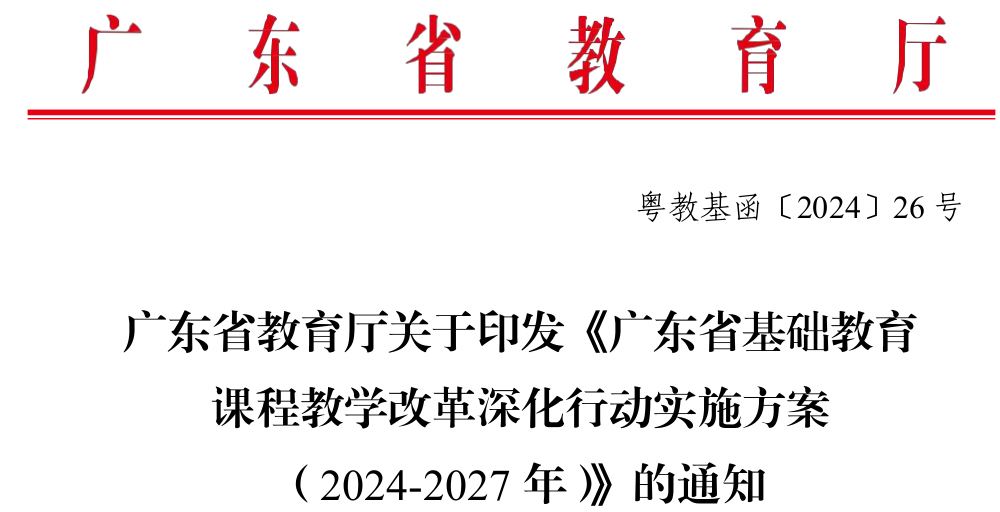 广东省教育厅
粤教基函〔2024〕26号
广东省教育厅关于印发《广东省基础教育
课程教学改革深化行动实施方案
（2024-2027 年）》的通知